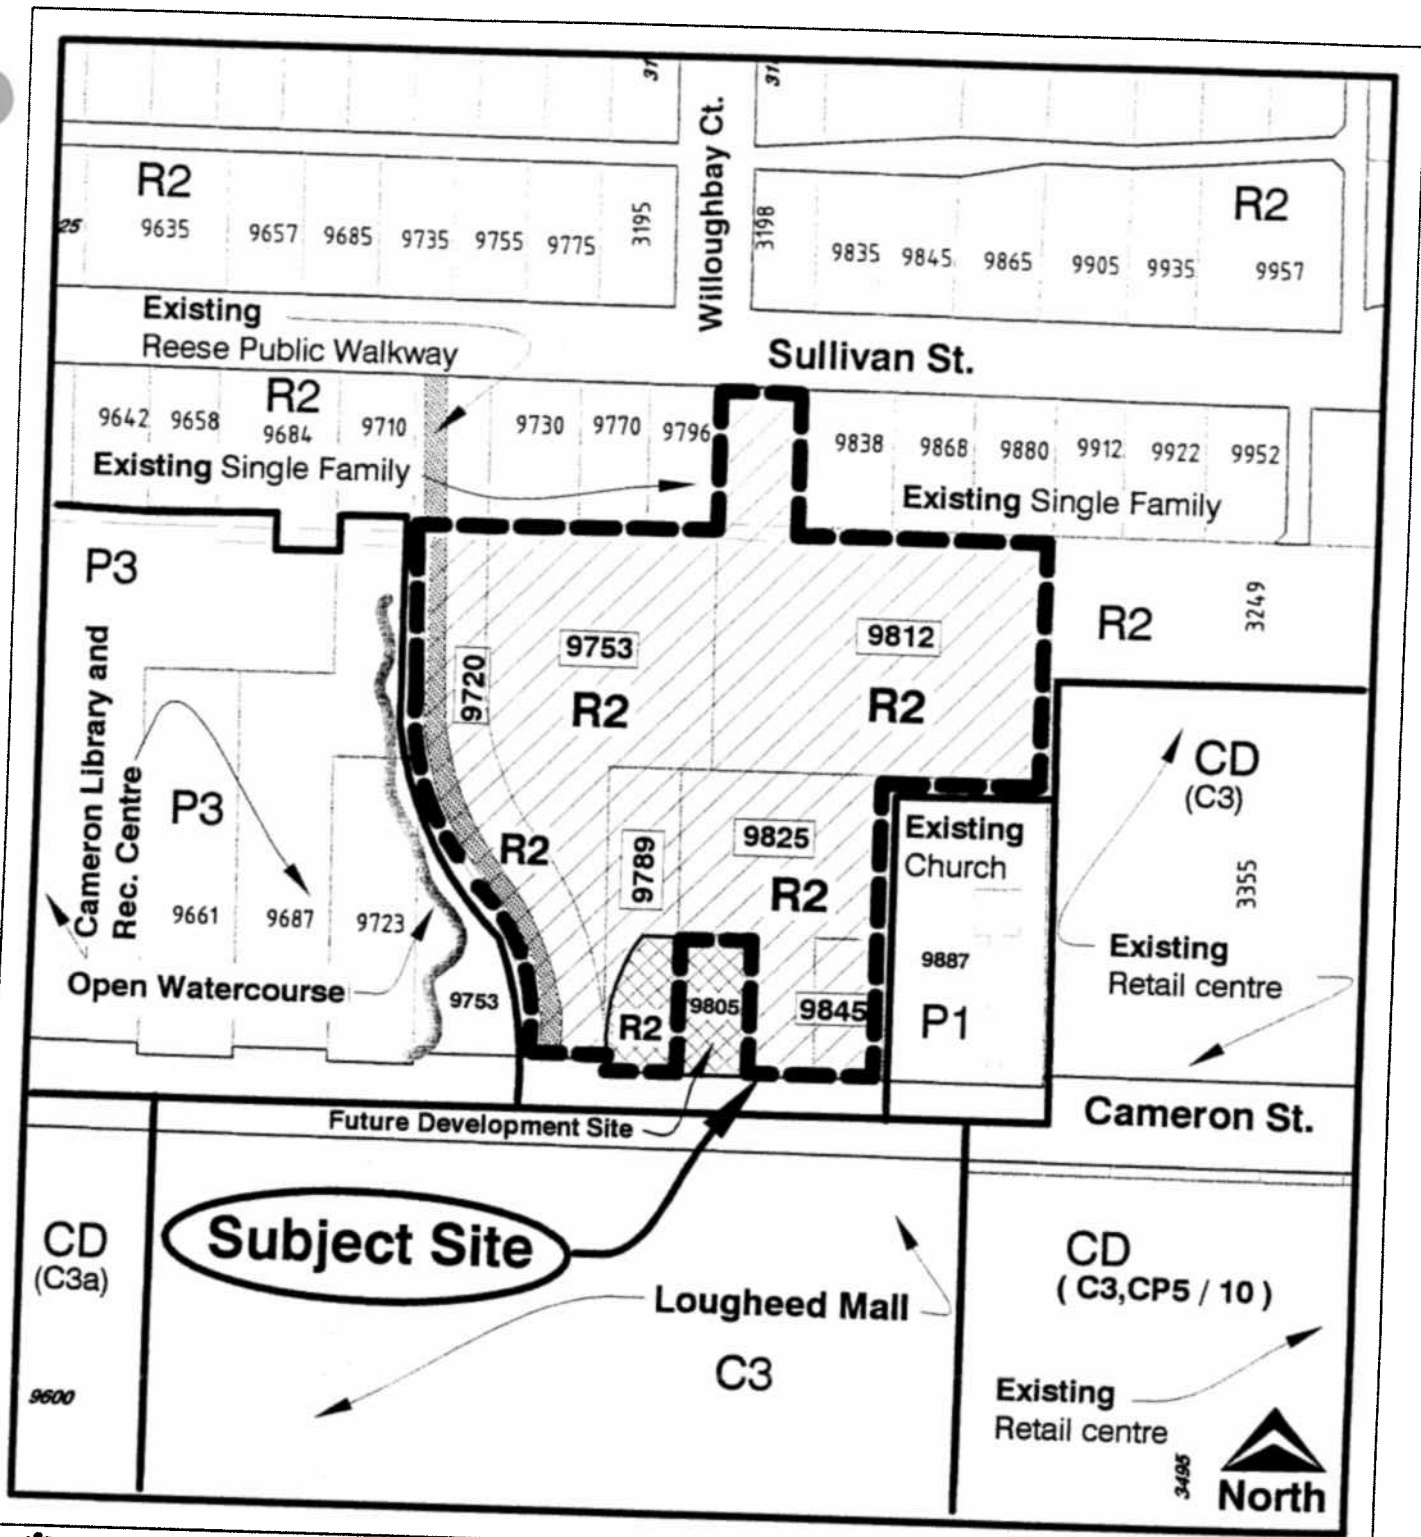 31
31
Willoughbay Ct.
R2
R2
25
9635
9657
9685
9735
9755
9775
3195
3198
9835
9845
9865
9905
9935
9957
Existing
Reese Public Walkway
Sullivan St.
R2
9642
9658
9684
9710
9730
9770
9796
9838
9868
9880
9912
9922
9952
Existing Single Family
Existing Single Family
P3
R2
3249
Cameron Library and
Rec. Centre
9720
9753
R2
9812
R2
CD
(C3)
3355
P3
R2
9789
9825
R2
Existing
Church
9661
9687
9723
9887
P1
Existing
Retail centre
Open Watercourse
9753
R2
9805
9845
Cameron St.
Future Development Site
Subject Site
CD
(C3a)
CD
( C3,CP5 / 10 )
Lougheed Mall
C3
9600
Existing
Retail centre
3495
North